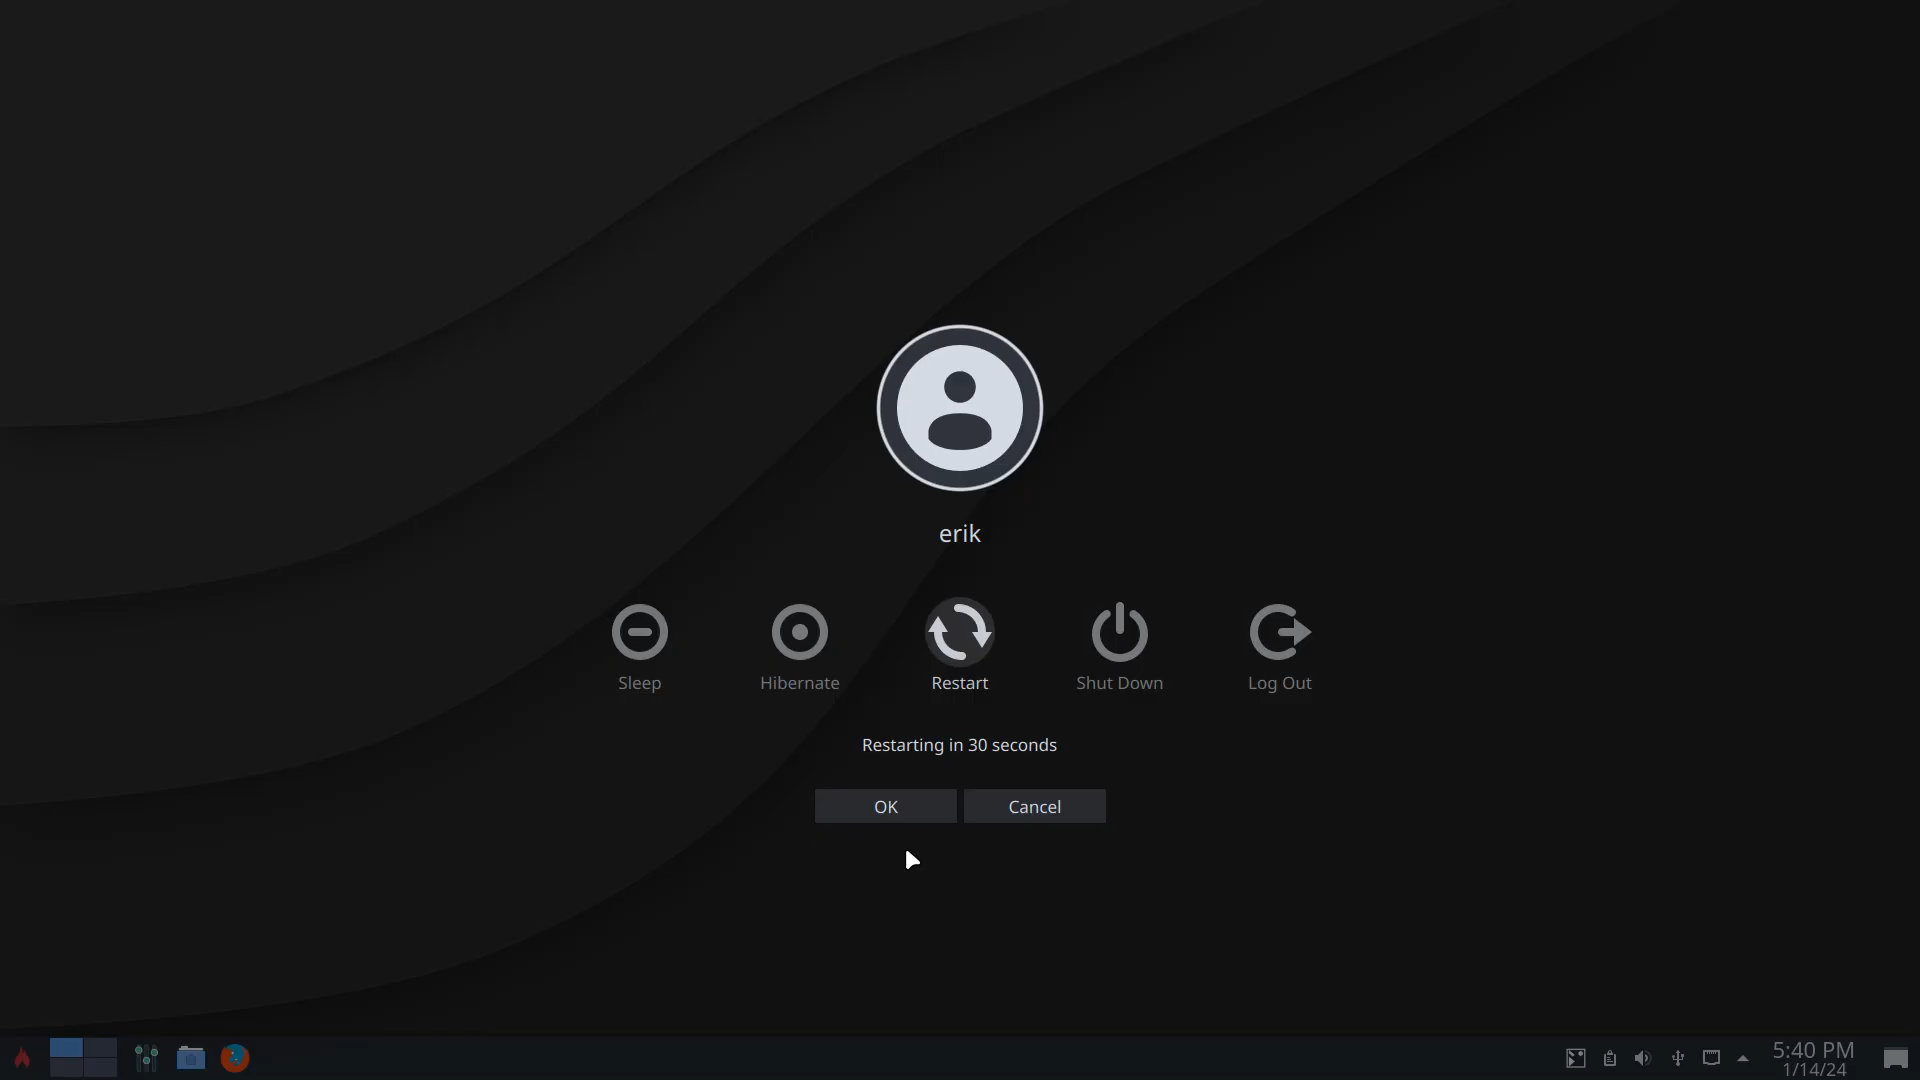 erik
Sleep
Hibernate
Restart
Shut Down
Log Out
Restarting in 30 seconds
OK
Cancel
5:40 PM
1/14/24